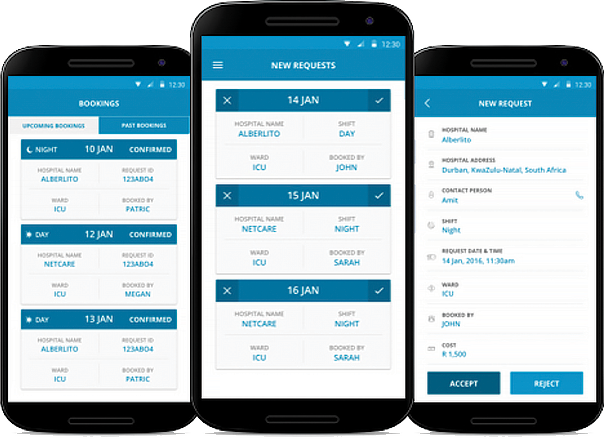 12:30
BOOKINGS
UPCOMING BOOKINGS PAST BOOKINGS
NIGHT 10 JAN CONFIRMED
HOSPITAL NAME REQUEST ID
ALBERLITO 123ABO4
WARD BOOKED BY
ICU PATRIC
DAY 12 JAN CONFIRMED
HOSPITAL NAME REQUEST ID
NETCARE 123ABO4
WARD BOOKED BY
ICU MEGAN
DAY 13 JAN CONFIRMED
HOSPITAL NAME REQUEST ID
ALBERLITO 123ABO4
WARD BOOKED BY
ICU PATRIC
12:30
NEW REQUESTS
14 JAN
HOSPITAL NAME SHIFT
ALBERLITO DAY
WARD BOOKED BY
ICU JOHN
15 JAN
HOSPITAL NAME SHIFT
NETCARE NIGHT
WARD BOOKED BY
ICU SARAH
16 JAN
HOSPITAL NAME SHIFT
NETCARE NIGHT
WARD BOOKED BY
ICU SARAH
12:30
NEW REQUEST
HOSPITAL NAME
Alberlito
HOSPITAL ADDRESS
Durban, KwaZulu-Natal, South Africa
CONTACT PERSON
Amit
SHIFT
Night
REQUEST DATE & TIME
14 Jan, 2016, 11:30am
WARD
ICU
BOOKED BY
JOHN
COST
R 1,500
ACCEPT REJECT